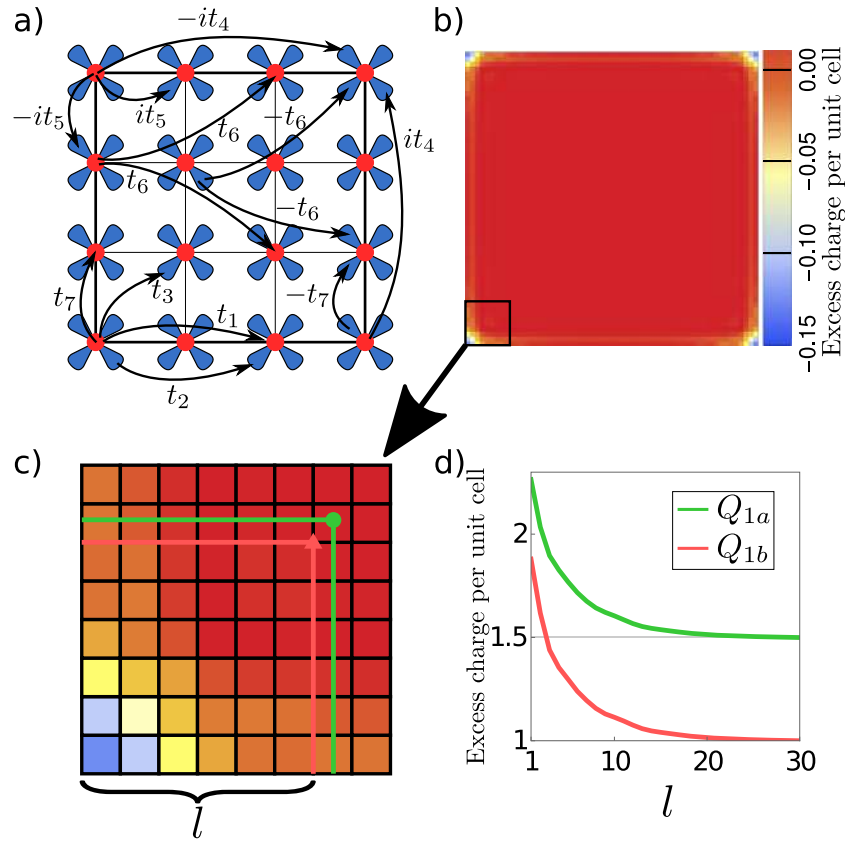 a)
-it₄
-it₅
it₅
t₆
-t₆
it₄
t₆
-t₆
t₇
t₃
-t₇
t₁
t₂
b)
0.00
-0.05
-0.10
-0.15
Excess charge per unit cell
c)
l
d)
Excess charge per unit cell
2
1.5
1
Q₁ₐ
Q₁b
1
10
20
30
l